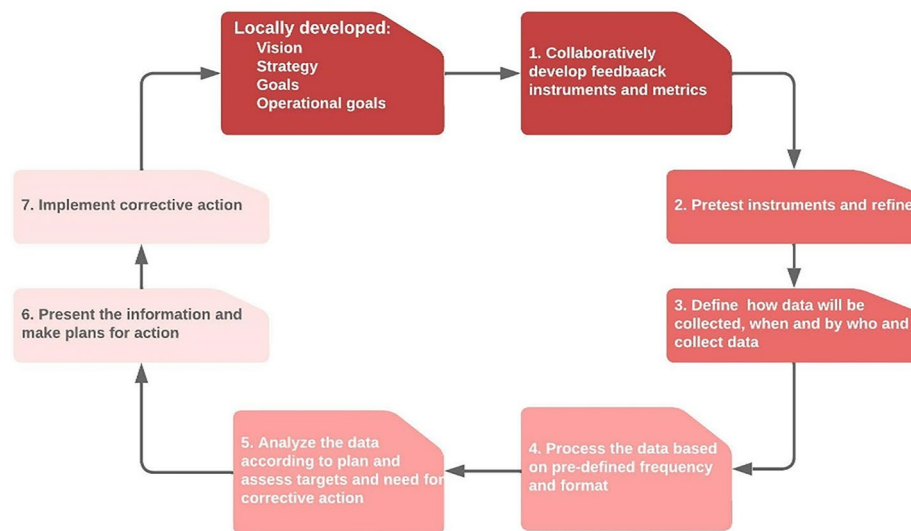 Locally developed:
Vision
Strategy
Goals
Operational goals
1. Collaboratively
develop feedbaack
instruments and metrics
2. Pretest instruments and refine
3. Define how data will be
collected, when and by who and
collect data
4. Process the data based
on pre-defined frequency
and format
5. Analyze the data
according to plan and
assess targets and need for
corrective action
6. Present the information and
make plans for action
7. Implement corrective action